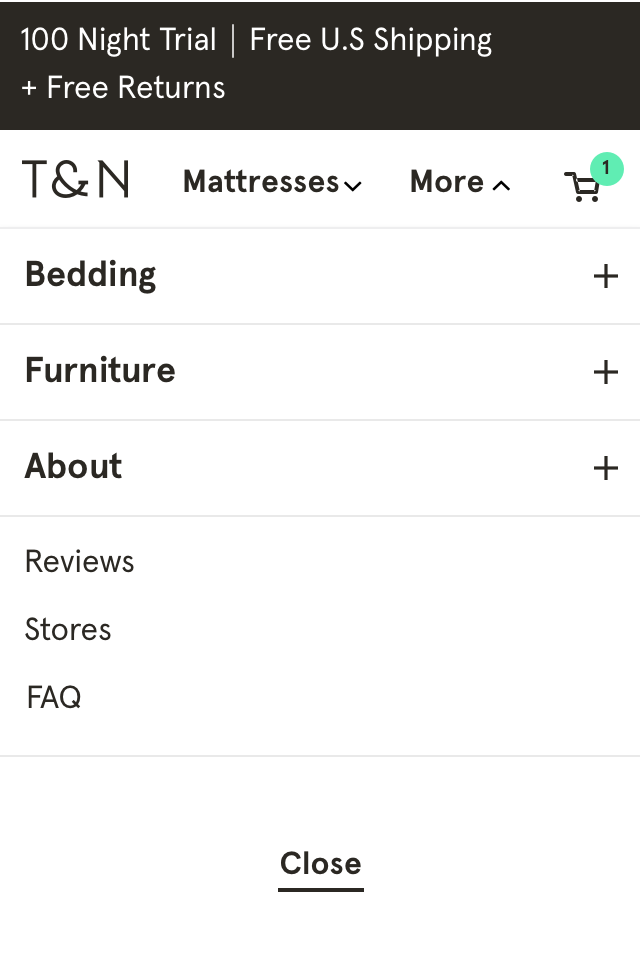 100 Night Trial | Free U.S Shipping
+ Free Returns
T&N Mattresses More 1
Bedding
Furniture
About
Reviews
Stores
FAQ
Close